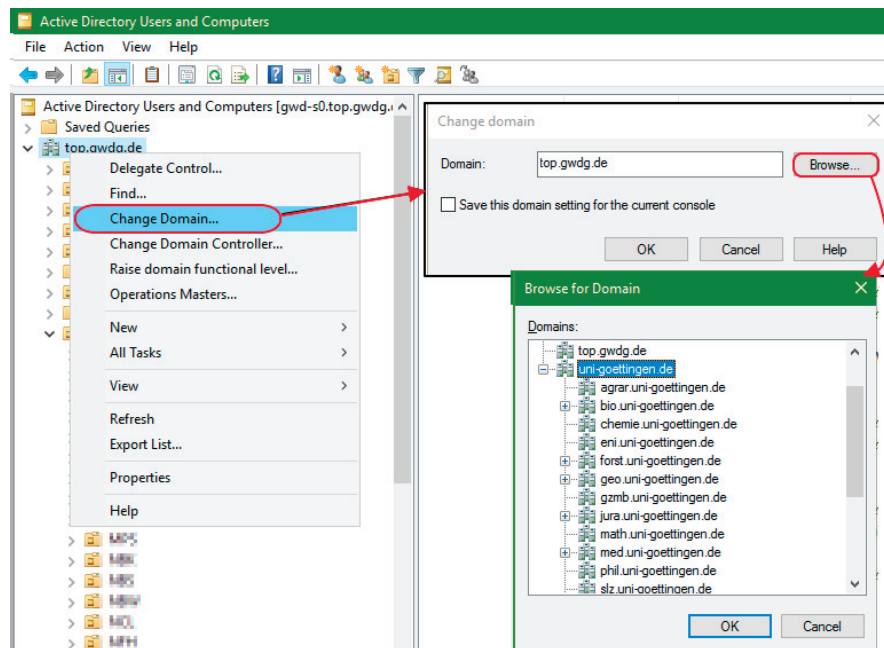 Active Directory Users and Computers
File Action View Help
Active Directory Users and Computers [gwd-s0.top.gwdg.
Saved Queries
top.gwdg.de
Delegate Control...
Find...
Change Domain...
Change Domain Controller...
Raise domain functional level...
Operations Masters...
New
All Tasks
View
Refresh
Export List...
Properties
Help
Change domain
Domain: top.gwdg.de Browse...
Save this domain setting for the current console
OK Cancel Help
Browse for Domain
Domains:
top.gwdg.de
uni-goettingen.de
agrar.uni-goettingen.de
bio.uni-goettingen.de
chemie.uni-goettingen.de
eni.uni-goettingen.de
forst.uni-goettingen.de
geo.uni-goettingen.de
gzmb.uni-goettingen.de
jura.uni-goettingen.de
math.uni-goettingen.de
med.uni-goettingen.de
phil.uni-goettingen.de
slz.uni-goettingen.de
OK Cancel